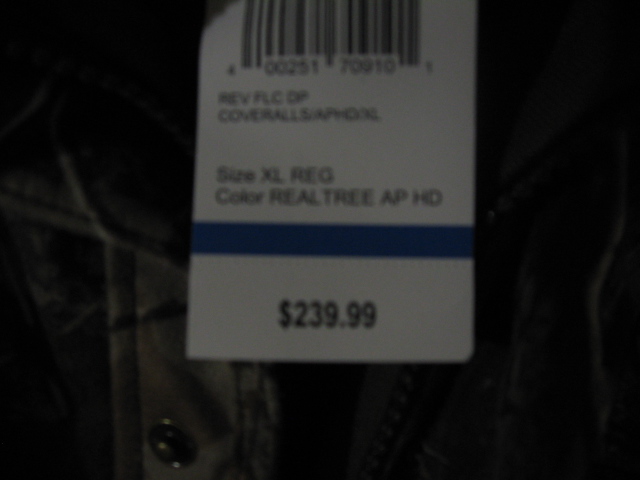 4 00251 70910 1
REV FLC DP
COVERALLS/APHD/XL
Size XL REG
Color REALTREE AP HD
$239.99